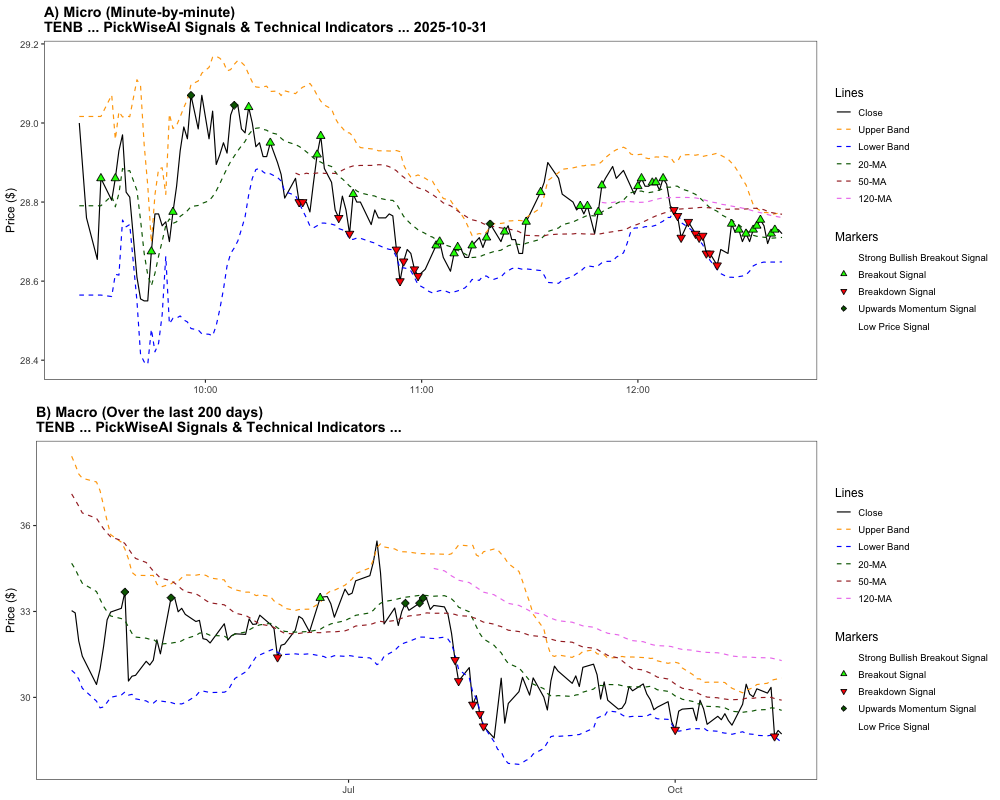 A) Micro (Minute-by-minute)
TENB ... PickWiseAI Signals & Technical Indicators ... 2025-10-31
29.2
29.0
28.8
28.6
28.4
Price ($)
10:00
11:00
12:00
Lines
Close
Upper Band
Lower Band
20-MA
50-MA
120-MA
Markers
Strong Bullish Breakout Signal
Breakout Signal
Breakdown Signal
Upwards Momentum Signal
Low Price Signal
B) Macro (Over the last 200 days)
TENB ... PickWiseAI Signals & Technical Indicators ...
36
33
30
Price ($)
Jul
Oct
Lines
Close
Upper Band
Lower Band
20-MA
50-MA
120-MA
Markers
Strong Bullish Breakout Signal
Breakout Signal
Breakdown Signal
Upwards Momentum Signal
Low Price Signal